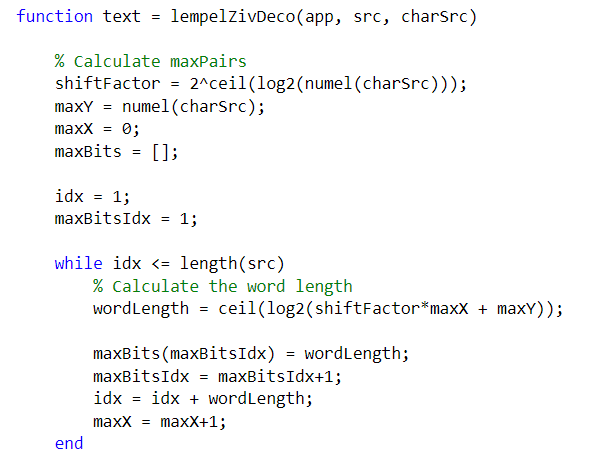 function text = lempelZivDeco(app, src, charSrc)
% Calculate maxPairs
shiftFactor = 2^ceil(log2(numel(charSrc)));
maxY = numel(charSrc);
maxX = 0;
maxBits = [];
idx = 1;
maxBitsIdx = 1;
while idx <= length(src)
% Calculate the word length
wordLength = ceil(log2(shiftFactor*maxX + maxY));
maxBits(maxBitsIdx) = wordLength;
maxBitsIdx = maxBitsIdx+1;
idx = idx + wordLength;
maxX = maxX+1;
end